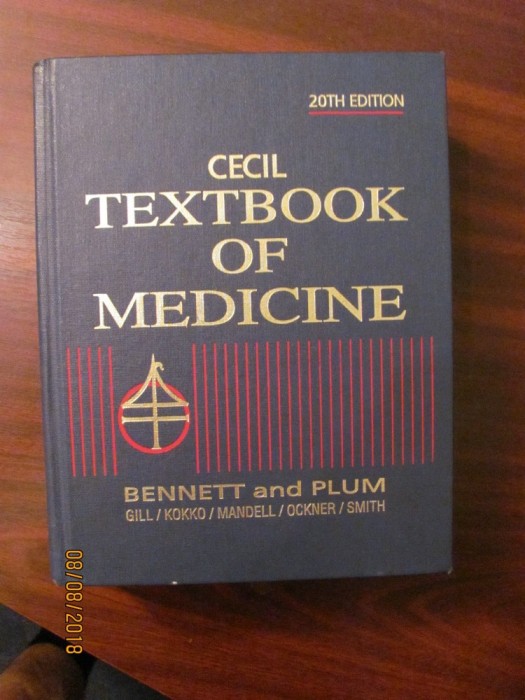 20TH EDITION
CECIL
TEXTBOOK
OF
MEDICINE
BENNETT and PLUM
GILL / KOKKO / MANDELL / OCKNER / SMITH
08/08/2018